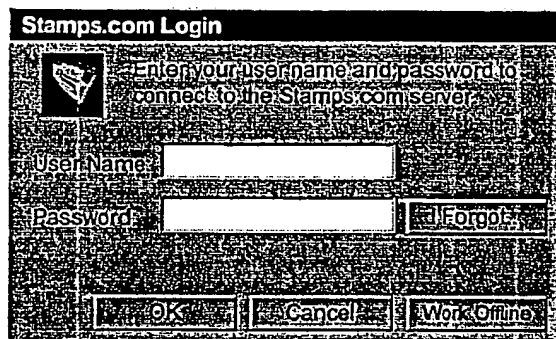 Stamps.com Login
Enter your user name and password to
connect to the Stamps.com server.
User Name:
Password:
I Forgot...
OK
Cancel
Work Offline